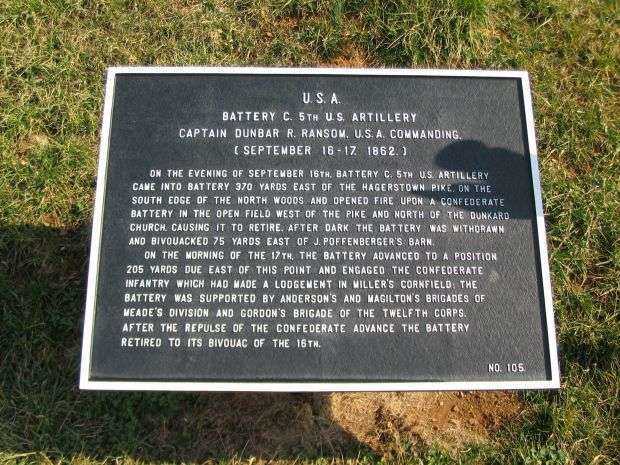 U.S.A.
BATTERY C. 5TH U.S. ARTILLERY
CAPTAIN DUNBAR R. RANSOM, U.S.A. COMMANDING.
(SEPTEMBER 16-17, 1862.)
ON THE EVENING OF SEPTEMBER 16TH, BATTERY C, 5TH U.S. ARTILLERY
CAME INTO BATTERY 370 YARDS EAST OF THE HAGERSTOWN PIKE, ON THE
SOUTH EDGE OF THE NORTH WOODS AND OPENED FIRE UPON A CONFEDERATE
BATTERY IN THE OPEN FIELD WEST OF THE PIKE AND NORTH OF THE DUNKARD
CHURCH, CAUSING IT TO RETIRE. AFTER DARK THE BATTERY WAS WITHDRAWN
AND BIVOUACKED 75 YARDS EAST OF J. POFFENBERGER'S BARN.
ON THE MORNING OF THE 17TH, THE BATTERY ADVANCED TO A POSITION
205 YARDS DUE EAST OF THIS POINT AND ENGAGED THE CONFEDERATE
INFANTRY WHICH HAD MADE A LODGEMENT IN MILLER'S CORNFIELD; THE
BATTERY WAS SUPPORTED BY ANDERSON'S AND MAGILTON'S BRIGADES OF
MEADE'S DIVISION AND GORDON'S BRIGADE OF THE TWELFTH CORPS.
AFTER THE REPULSE OF THE CONFEDERATE ADVANCE THE BATTERY
RETIRED TO ITS BIVOUAC OF THE 16TH.
NO. 105.